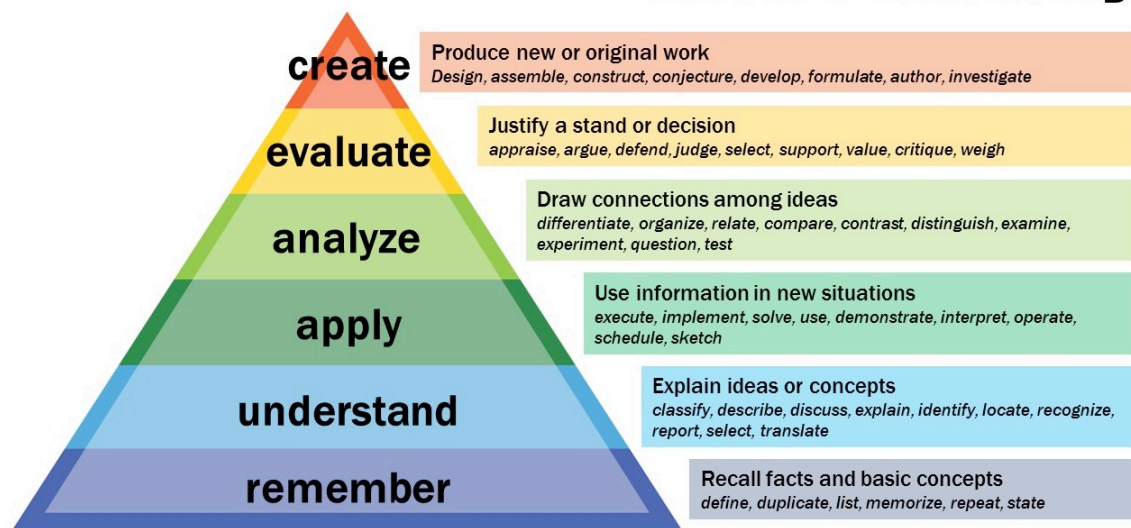 create
Produce new or original work
Design, assemble, construct, conjecture, develop, formulate, author, investigate
evaluate
Justify a stand or decision
appraise, argue, defend, judge, select, support, value, critique, weigh
analyze
Draw connections among ideas
differentiate, organize, relate, compare, contrast, distinguish, examine,
experiment, question, test
apply
Use information in new situations
execute, implement, solve, use, demonstrate, interpret, operate,
schedule, sketch
understand
Explain ideas or concepts
classify, describe, discuss, explain, identify, locate, recognize,
report, select, translate
remember
Recall facts and basic concepts
define, duplicate, list, memorize, repeat, state